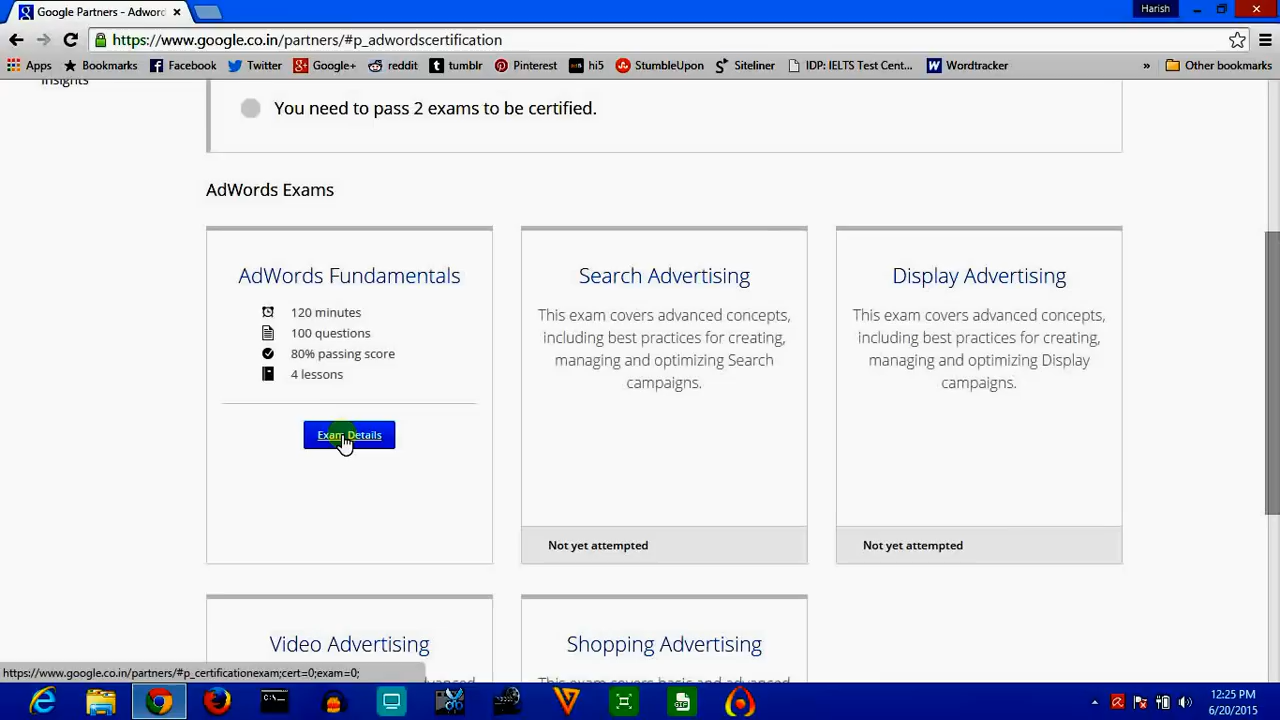 Google Partners - Adword
Harish
https://www.google.co.in/partners/#p_adwordscertification
Apps
Bookmarks
Facebook
Twitter
Google+
reddit
tumblr
Pinterest
hi5
StumbleUpon
Siteliner
IDP: IELTS Test Cent...
Wordtracker
»
Other bookmarks
Insights
You need to pass 2 exams to be certified.
AdWords Exams
AdWords Fundamentals
120 minutes
100 questions
80% passing score
4 lessons
Exam Details
Search Advertising
This exam covers advanced concepts,
including best practices for creating,
managing and optimizing Search
campaigns.
Not yet attempted
Display Advertising
This exam covers advanced concepts,
including best practices for creating,
managing and optimizing Display
campaigns.
Not yet attempted
Video Advertising
Shopping Advertising
https://www.google.co.in/partners/#p_certificationexam;cert=0;exam=0;
12:25 PM
6/20/2015